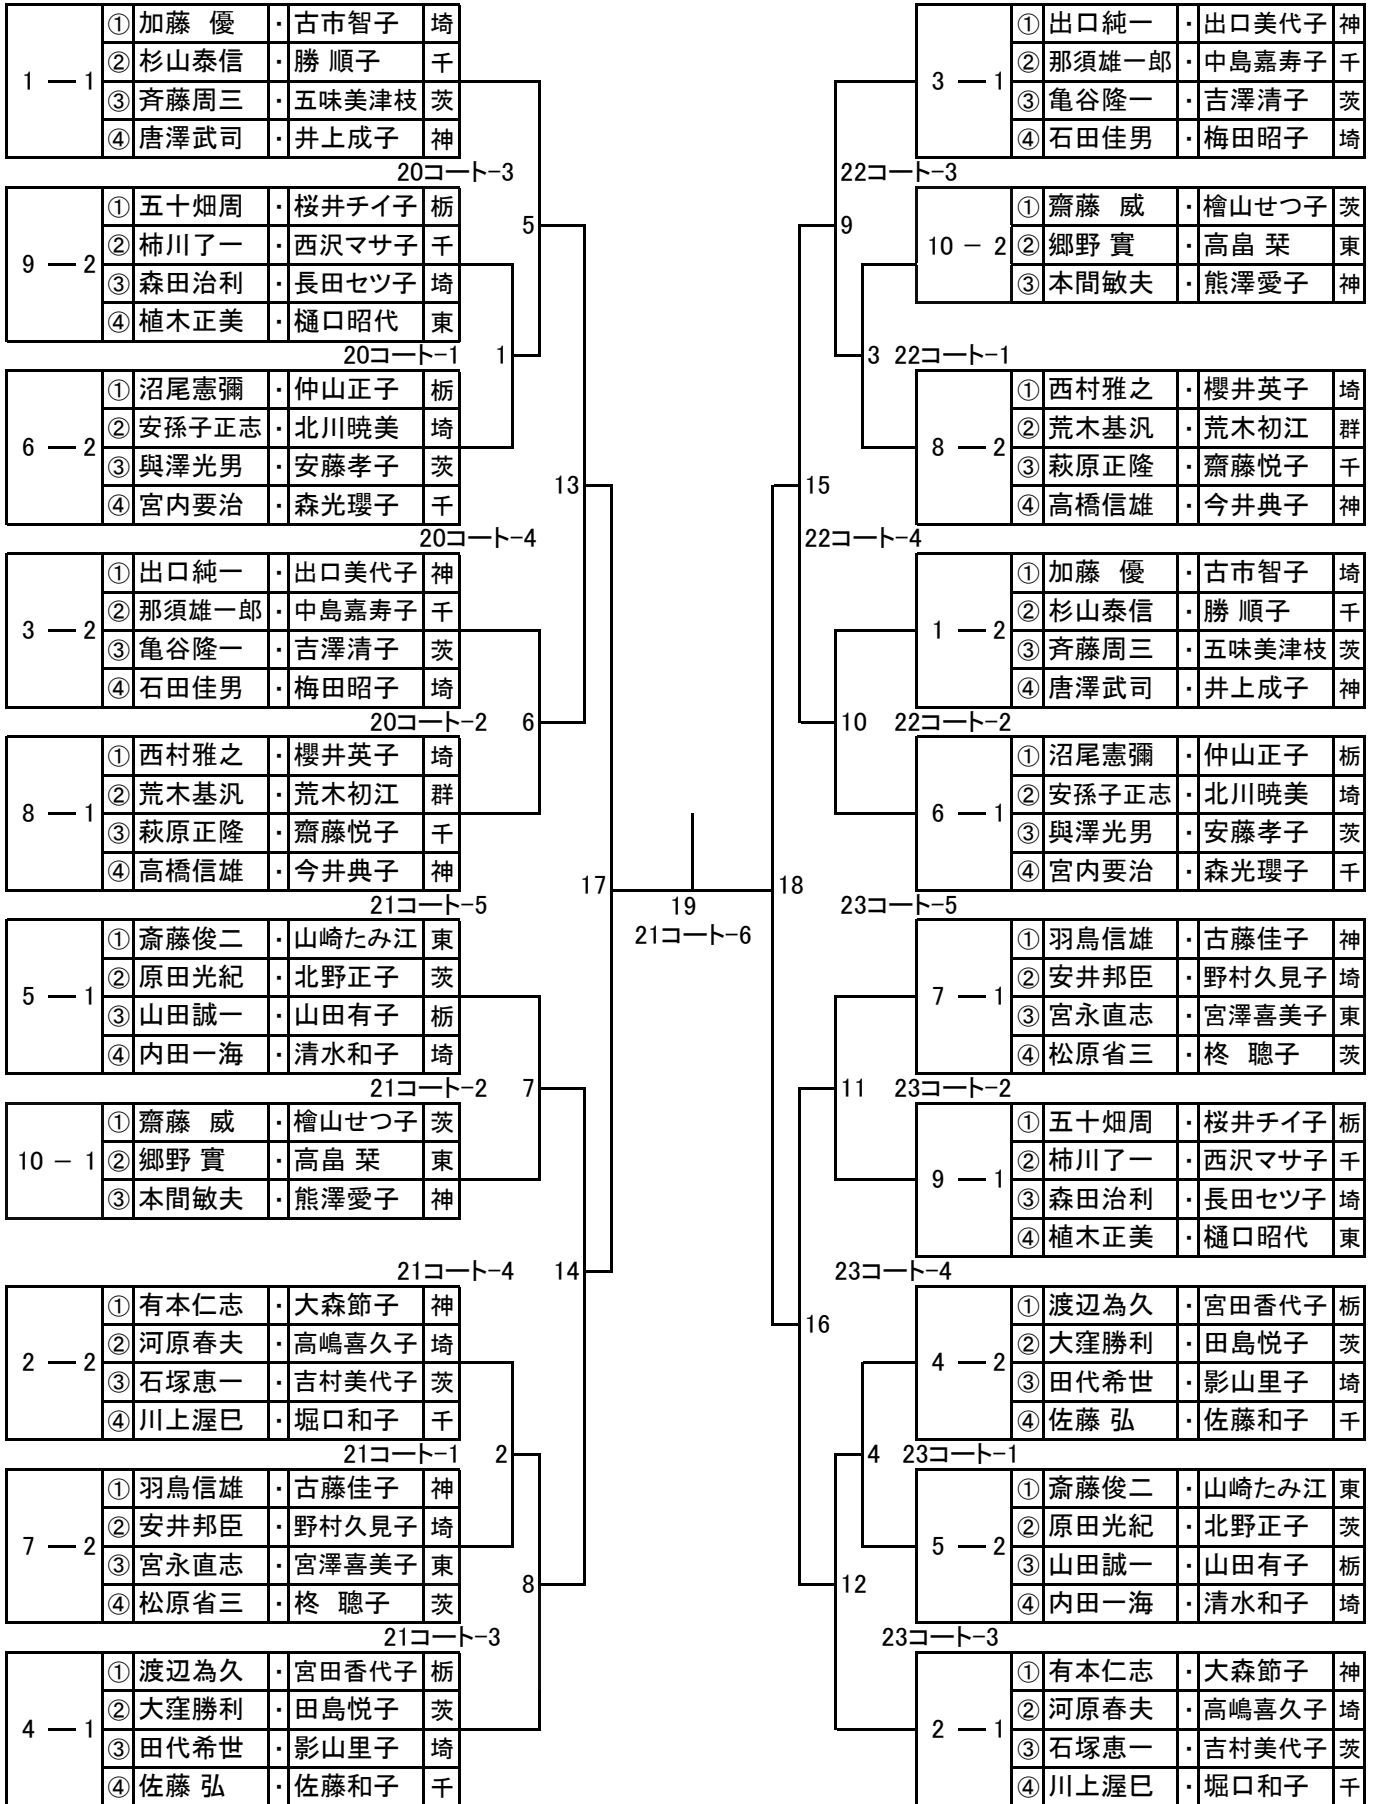 1 — 1
① 加藤 優 ・ 古市智子 埼
② 杉山泰信 ・ 勝 順子 千
③ 斉藤周三 ・ 五味美津枝 茨
④ 唐澤武司 ・ 井上成子 神
20コート-3
9 — 2
① 五十畑周 ・ 桜井チイ子 栃
② 柿川了一 ・ 西沢マサ子 千
③ 森田治利 ・ 長田セツ子 埼
④ 植木正美 ・ 樋口昭代 東
5
20コート-1 1
6 — 2
① 沼尾憲彌 ・ 仲山正子 栃
② 安孫子正志 ・ 北川暁美 埼
③ 與澤光男 ・ 安藤孝子 茨
④ 宮内要治 ・ 森光瓔子 千
13
20コート-4
3 — 2
① 出口純一 ・ 出口美代子 神
② 那須雄一郎 ・ 中島嘉寿子 千
③ 亀谷隆一 ・ 吉澤清子 茨
④ 石田佳男 ・ 梅田昭子 埼
20コート-2 6
8 — 1
① 西村雅之 ・ 櫻井英子 埼
② 荒木基汎 ・ 荒木初江 群
③ 萩原正隆 ・ 齋藤悦子 千
④ 高橋信雄 ・ 今井典子 神
17
21コート-5
5 — 1
① 斎藤俊二 ・ 山崎たみ江 東
② 原田光紀 ・ 北野正子 茨
③ 山田誠一 ・ 山田有子 栃
④ 内田一海 ・ 清水和子 埼
21コート-2 7
10 - 1
① 齋藤 威 ・ 檜山せつ子 茨
② 郷野 實 ・ 高畠 栞 東
③ 本間敏夫 ・ 熊澤愛子 神
21コート-4 14
2 — 2
① 有本仁志 ・ 大森節子 神
② 河原春夫 ・ 高嶋喜久子 埼
③ 石塚恵一 ・ 吉村美代子 茨
④ 川上渥巳 ・ 堀口和子 千
21コート-1 2
7 — 2
① 羽鳥信雄 ・ 古藤佳子 神
② 安井邦臣 ・ 野村久見子 埼
③ 宮永直志 ・ 宮澤喜美子 東
④ 松原省三 ・ 柊 聰子 茨
8
21コート-3
4 — 1
① 渡辺為久 ・ 宮田香代子 栃
② 大窪勝利 ・ 田島悦子 茨
③ 田代希世 ・ 影山里子 埼
④ 佐藤 弘 ・ 佐藤和子 千
19
21コート-6
3 — 1
① 出口純一 ・ 出口美代子 神
② 那須雄一郎 ・ 中島嘉寿子 千
③ 亀谷隆一 ・ 吉澤清子 茨
④ 石田佳男 ・ 梅田昭子 埼
22コート-3
9
10 - 2
① 齋藤 威 ・ 檜山せつ子 茨
② 郷野 實 ・ 高畠 栞 東
③ 本間敏夫 ・ 熊澤愛子 神
3 22コート-1
8 — 2
① 西村雅之 ・ 櫻井英子 埼
② 荒木基汎 ・ 荒木初江 群
③ 萩原正隆 ・ 齋藤悦子 千
④ 高橋信雄 ・ 今井典子 神
15
22コート-4
1 — 2
① 加藤 優 ・ 古市智子 埼
② 杉山泰信 ・ 勝 順子 千
③ 斉藤周三 ・ 五味美津枝 茨
④ 唐澤武司 ・ 井上成子 神
10 22コート-2
6 — 1
① 沼尾憲彌 ・ 仲山正子 栃
② 安孫子正志 ・ 北川暁美 埼
③ 與澤光男 ・ 安藤孝子 茨
④ 宮内要治 ・ 森光瓔子 千
18
23コート-5
7 — 1
① 羽鳥信雄 ・ 古藤佳子 神
② 安井邦臣 ・ 野村久見子 埼
③ 宮永直志 ・ 宮澤喜美子 東
④ 松原省三 ・ 柊 聰子 茨
11 23コート-2
9 — 1
① 五十畑周 ・ 桜井チイ子 栃
② 柿川了一 ・ 西沢マサ子 千
③ 森田治利 ・ 長田セツ子 埼
④ 植木正美 ・ 樋口昭代 東
23コート-4
16
4 — 2
① 渡辺為久 ・ 宮田香代子 栃
② 大窪勝利 ・ 田島悦子 茨
③ 田代希世 ・ 影山里子 埼
④ 佐藤 弘 ・ 佐藤和子 千
4 23コート-1
5 — 2
① 斎藤俊二 ・ 山崎たみ江 東
② 原田光紀 ・ 北野正子 茨
③ 山田誠一 ・ 山田有子 栃
④ 内田一海 ・ 清水和子 埼
12
23コート-3
2 — 1
① 有本仁志 ・ 大森節子 神
② 河原春夫 ・ 高嶋喜久子 埼
③ 石塚恵一 ・ 吉村美代子 茨
④ 川上渥巳 ・ 堀口和子 千